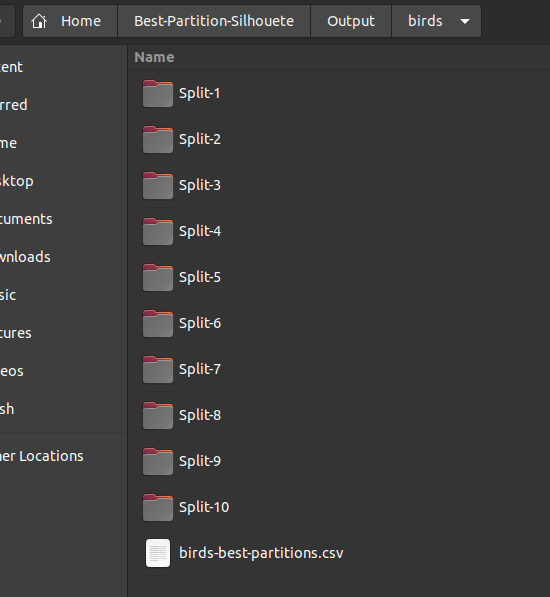 Home Best-Partition-Silhouete Output birds
Name
cent
rred
me
sktop
cuments
wnloads
sic
tures
eos
sh
ner Locations
Split-1
Split-2
Split-3
Split-4
Split-5
Split-6
Split-7
Split-8
Split-9
Split-10
birds-best-partitions.csv